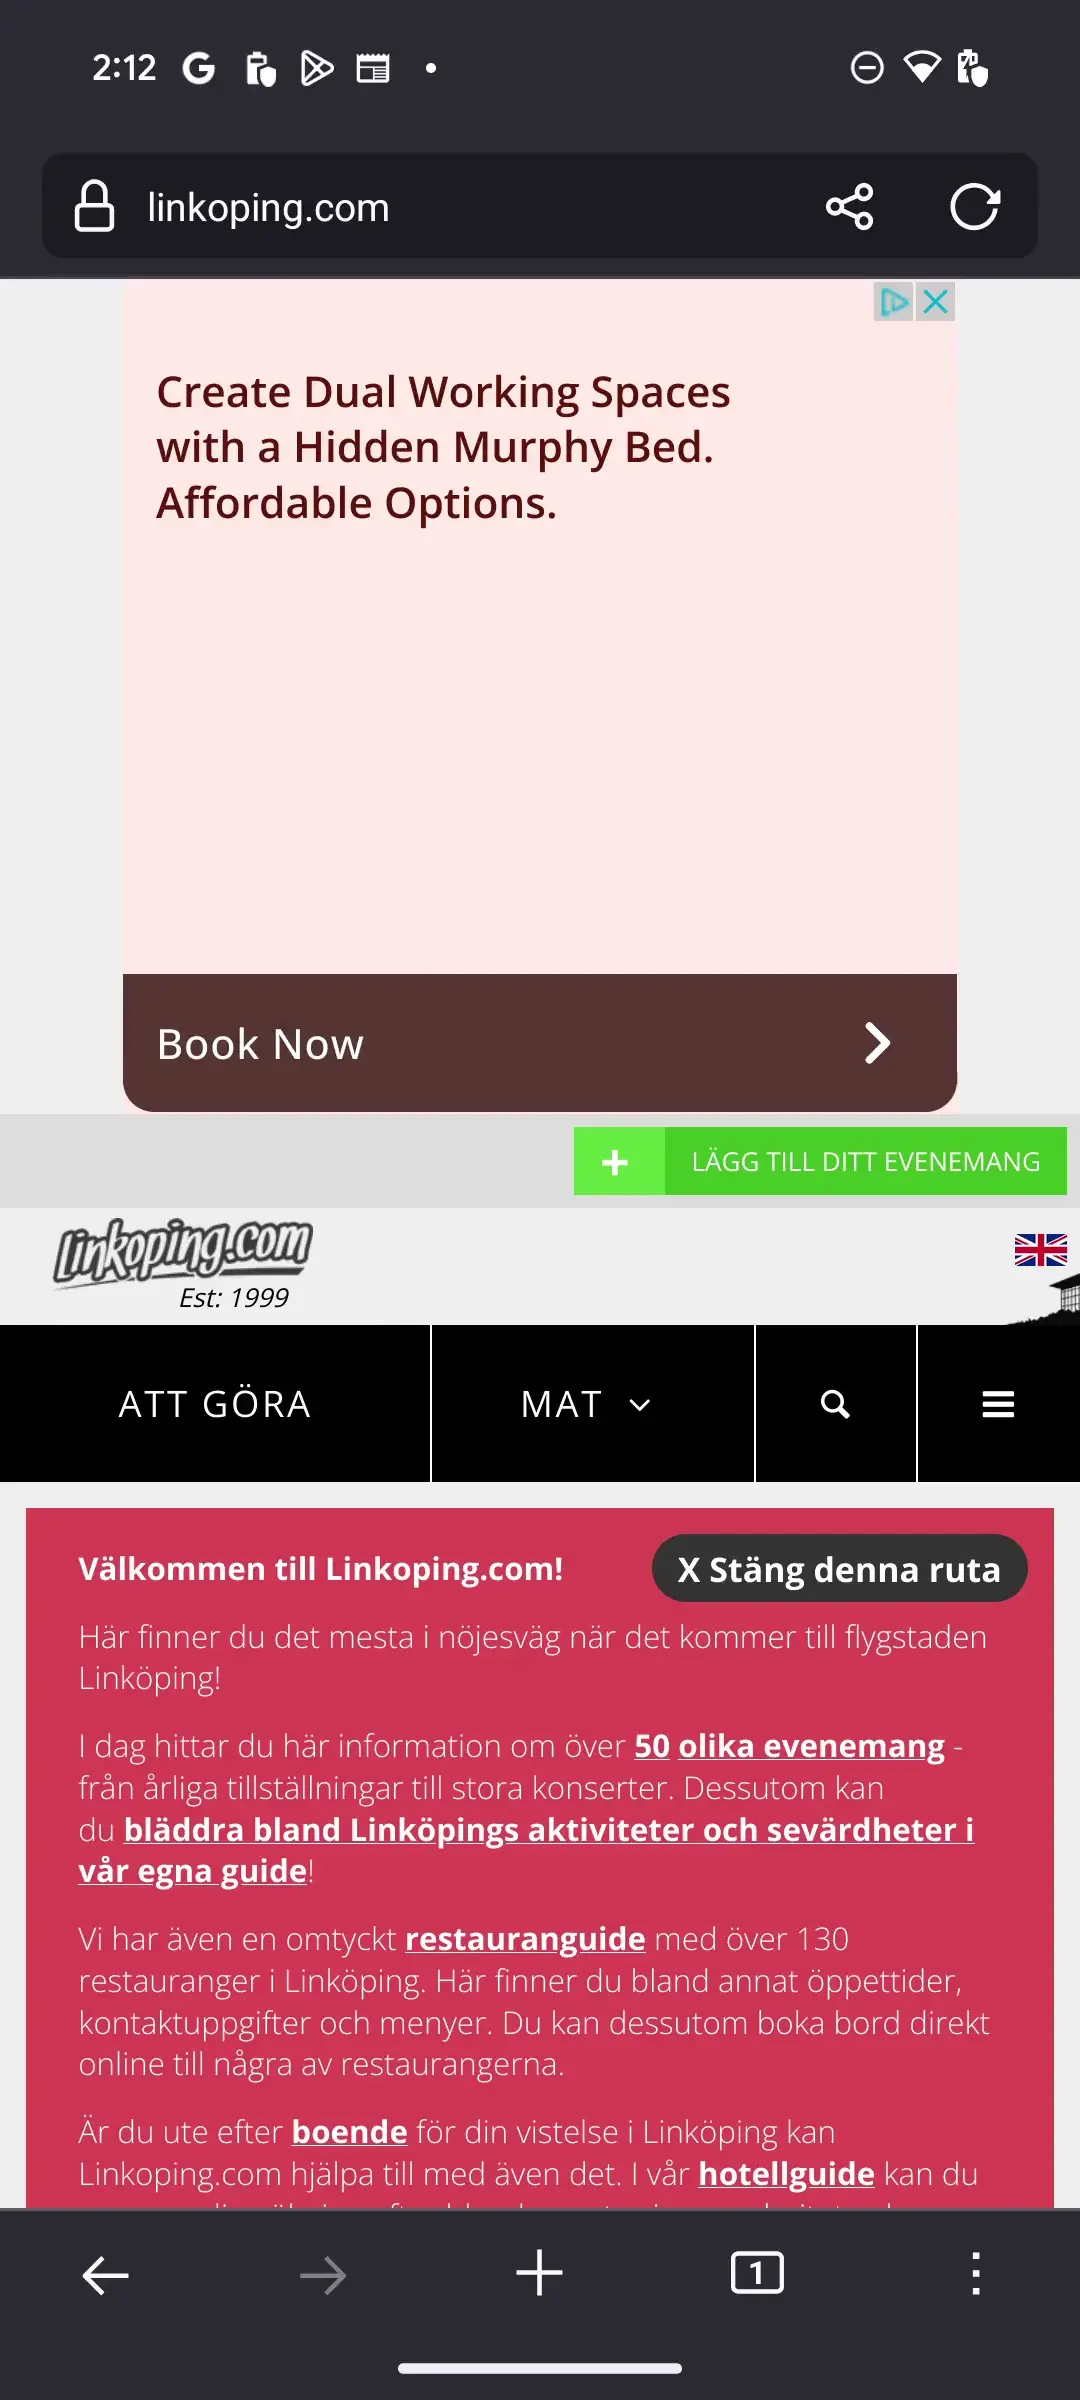 2:12
linkoping.com
Create Dual Working Spaces
with a Hidden Murphy Bed.
Affordable Options.
Book Now
+ LÄGG TILL DITT EVENEMANG
linkoping.com
Est: 1999
ATT GÖRA
MAT
Välkommen till Linkoping.com!
X Stäng denna ruta
Här finner du det mesta i nöjesväg när det kommer till flygstaden
Linköping!
I dag hittar du här information om över 50 olika evenemang -
från årliga tillställningar till stora konserter. Dessutom kan
du bläddra bland Linköpings aktiviteter och sevärdheter i
vår egna guide!
Vi har även en omtyckt restauranguide med över 130
restauranger i Linköping. Här finner du bland annat öppettider,
kontaktuppgifter och menyer. Du kan dessutom boka bord direkt
online till några av restaurangerna.
Är du ute efter boende för din vistelse i Linköping kan
Linkoping.com hjälpa till med även det. I vår hotellguide kan du
1